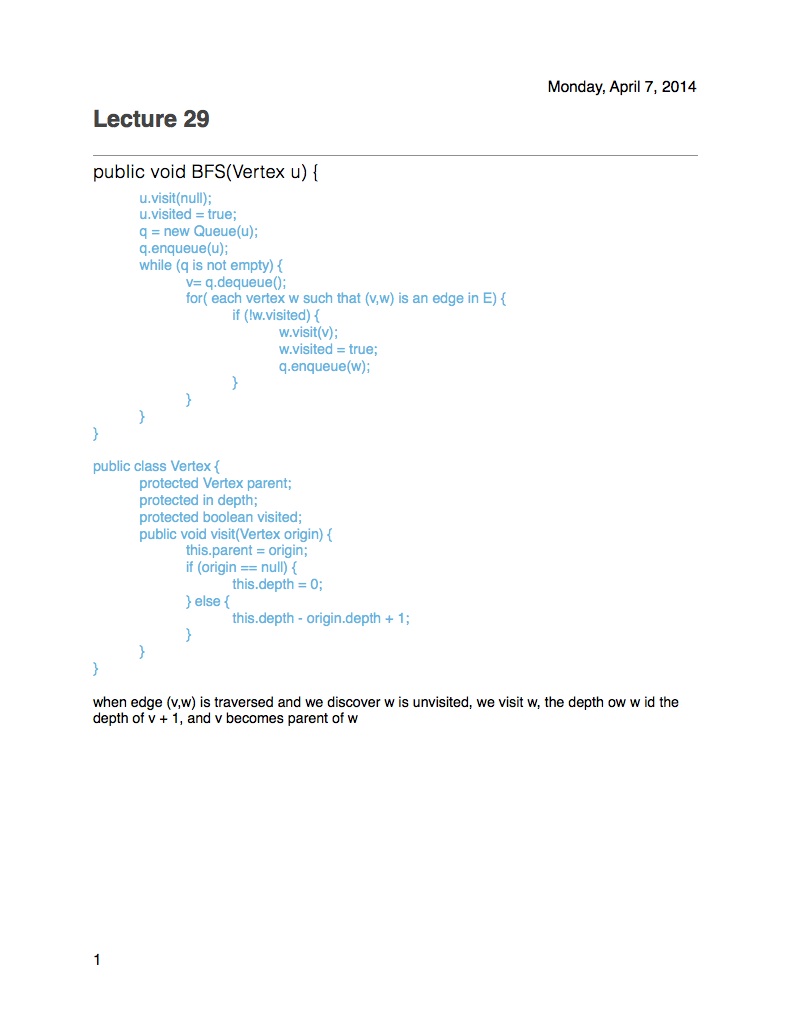 Monday, April 7, 2014
Lecture 29
public void BFS(Vertex u) {
u.visit(null);
u.visited = true;
q = new Queue(u);
q.enqueue(u);
while (q is not empty) {
v= q.dequeue();
for( each vertex w such that (v,w) is an edge in E) {
if (!w.visited) {
w.visit(v);
w.visited = true;
q.enqueue(w);
}
}
}
}
public class Vertex {
protected Vertex parent;
protected in depth;
protected boolean visited;
public void visit(Vertex origin) {
this.parent = origin;
if (origin == null) {
this.depth = 0;
} else {
this.depth - origin.depth + 1;
}
}
}
when edge (v,w) is traversed and we discover w is unvisited, we visit w, the depth ow w id the
depth of v + 1, and v becomes parent of w
1